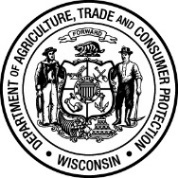 DEPARTMENT OF AGRICULTURE, TRADE AND CONSUMER PROTECTION
FORWARD
• WISCONSIN •